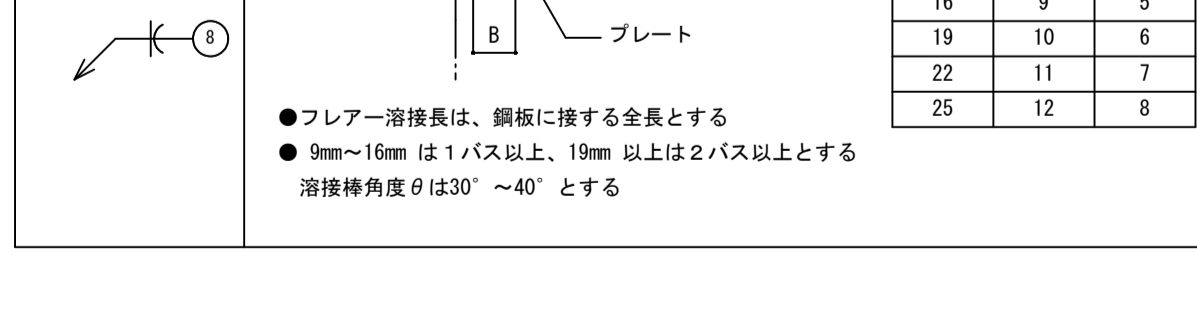 16 9 5
⑧
B プレート
19 10 6
22 11 7
25 12 8
●フレアー溶接長は、鋼板に接する全長とする
● 9mm～16mm は１バス以上、19mm 以上は２バス以上とする
溶接棒角度θは30°～40°とする